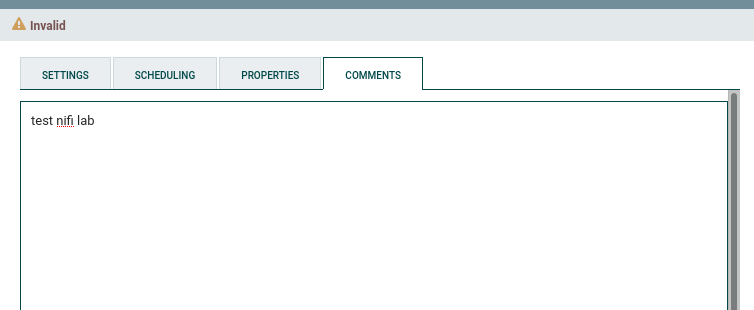 Invalid
SETTINGS
SCHEDULING
PROPERTIES
COMMENTS
test nifi lab